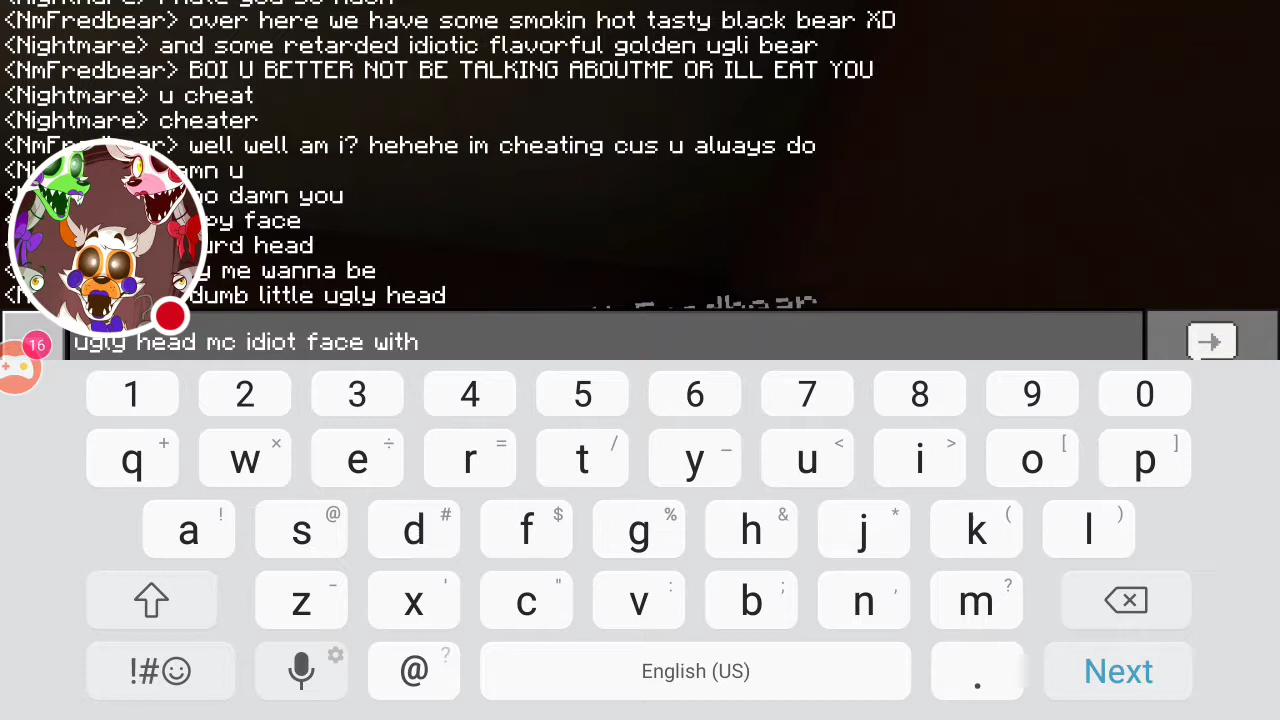 <NmFredbear> over here we have some smokin hot tasty black bear XD
<Nightmare> and some retarded idiotic flavorful golden ugli bear
<NmFredbear> BOI U BETTER NOT BE TALKING ABOUTME OR ILL EAT YOU
<Nightmare> u cheat
<Nightmare> cheater
<NmFredbear> well well am i? hehehe im cheating cus u always do
u
damn you
face
head
me wanna be
dumb little ugly head
16
ugly head mc idiot face with
1 2 3 4 5 6 7 8 9 0
q + w × e ÷ r = t / y _ u < i > o [ p ]
a ! s @ d # f $ g % h & j * k ( l )
z - x ' c " v : b ; n , m ?
!#☺ @ ? English (US) . Next